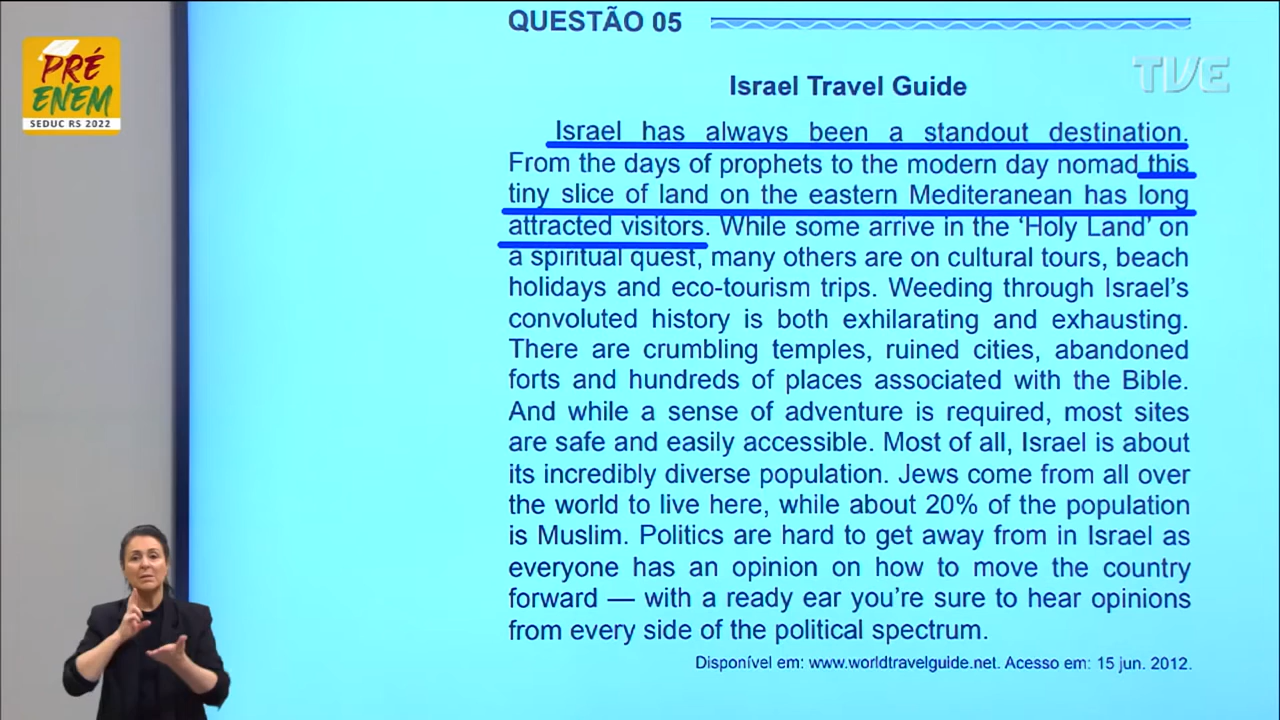 PRÉ
ENEM
SEDUC RS 2022
QUESTÃO 05
TVE
Israel Travel Guide
Israel has always been a standout destination.
From the days of prophets to the modern day nomad this
tiny slice of land on the eastern Mediteranean has long
attracted visitors. While some arrive in the ‘Holy Land’ on
a spiritual quest, many others are on cultural tours, beach
holidays and eco-tourism trips. Weeding through Israel’s
convoluted history is both exhilarating and exhausting.
There are crumbling temples, ruined cities, abandoned
forts and hundreds of places associated with the Bible.
And while a sense of adventure is required, most sites
are safe and easily accessible. Most of all, Israel is about
its incredibly diverse population. Jews come from all over
the world to live here, while about 20% of the population
is Muslim. Politics are hard to get away from in Israel as
everyone has an opinion on how to move the country
forward — with a ready ear you’re sure to hear opinions
from every side of the political spectrum.
Disponível em: www.worldtravelguide.net. Acesso em: 15 jun. 2012.